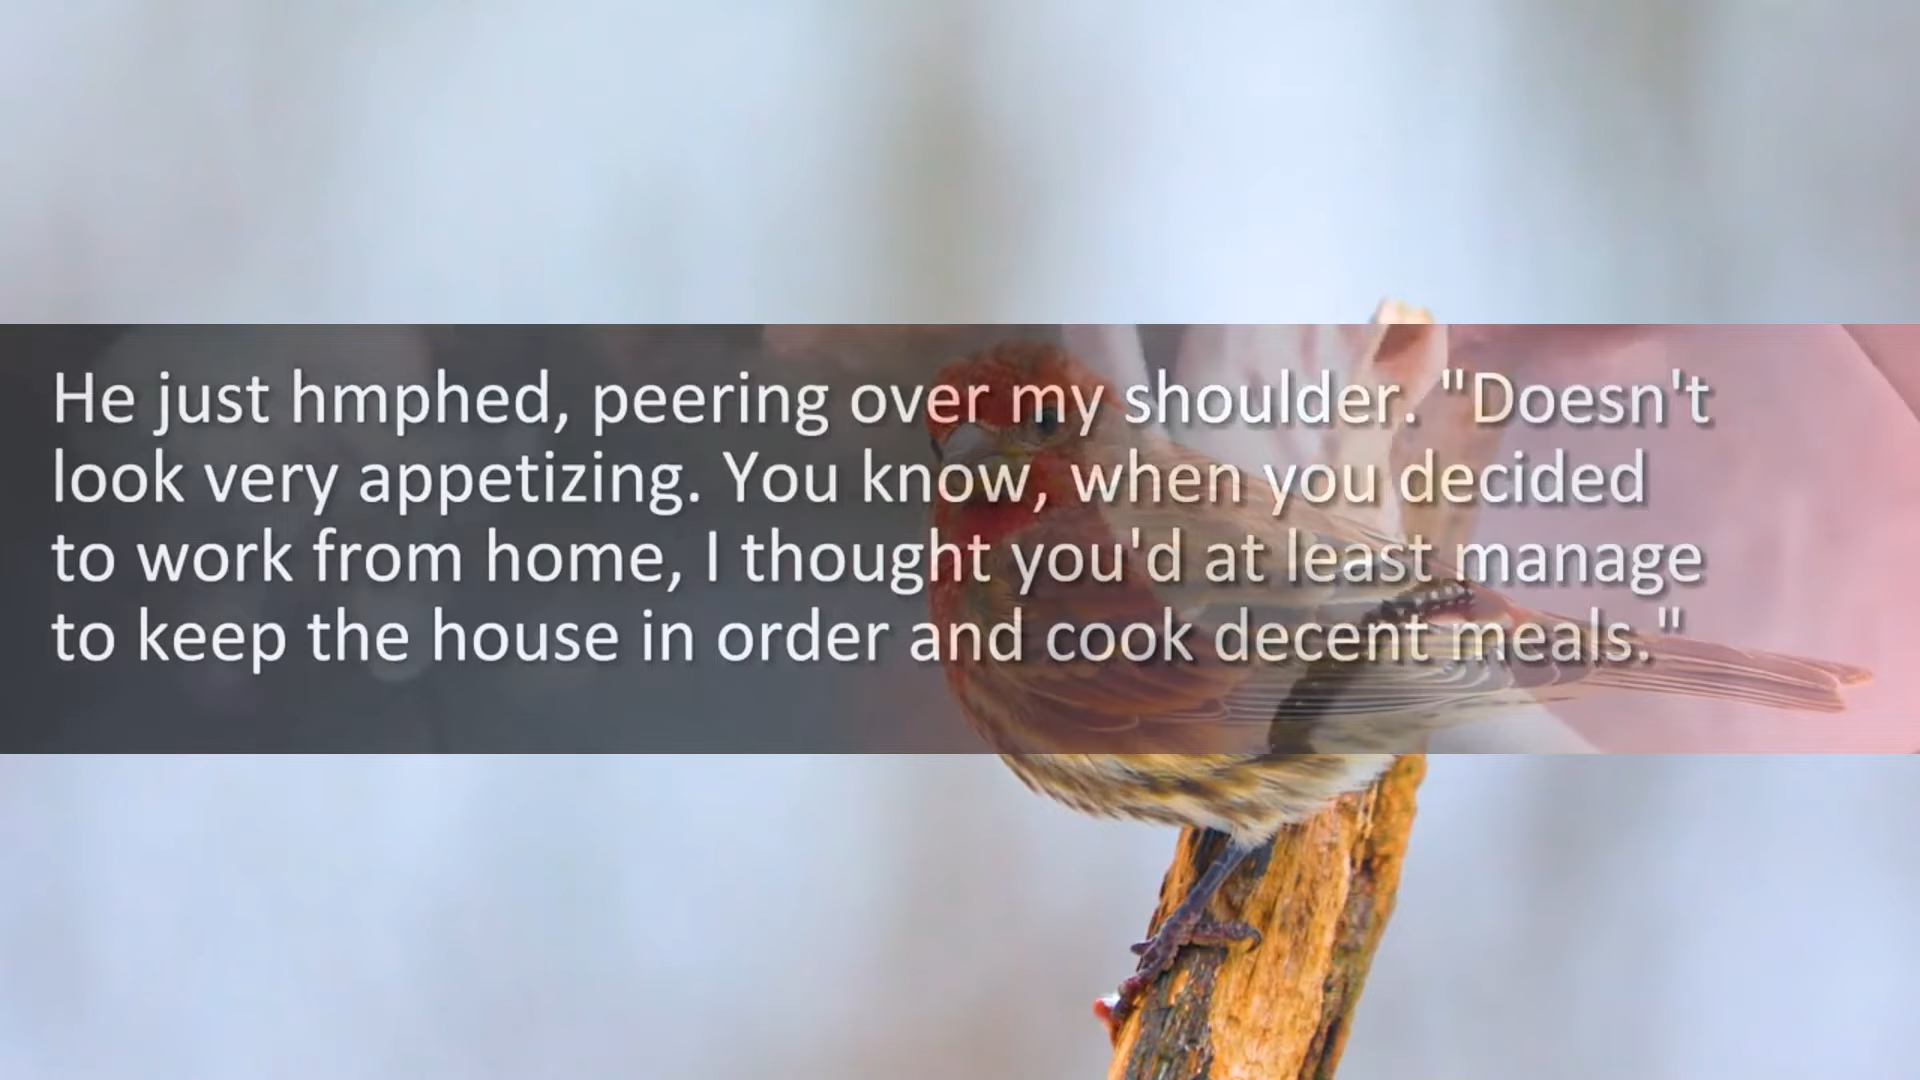 He just hmphed, peering over my shoulder. "Doesn't
look very appetizing. You know, when you decided
to work from home, I thought you'd at least manage
to keep the house in order and cook decent meals."